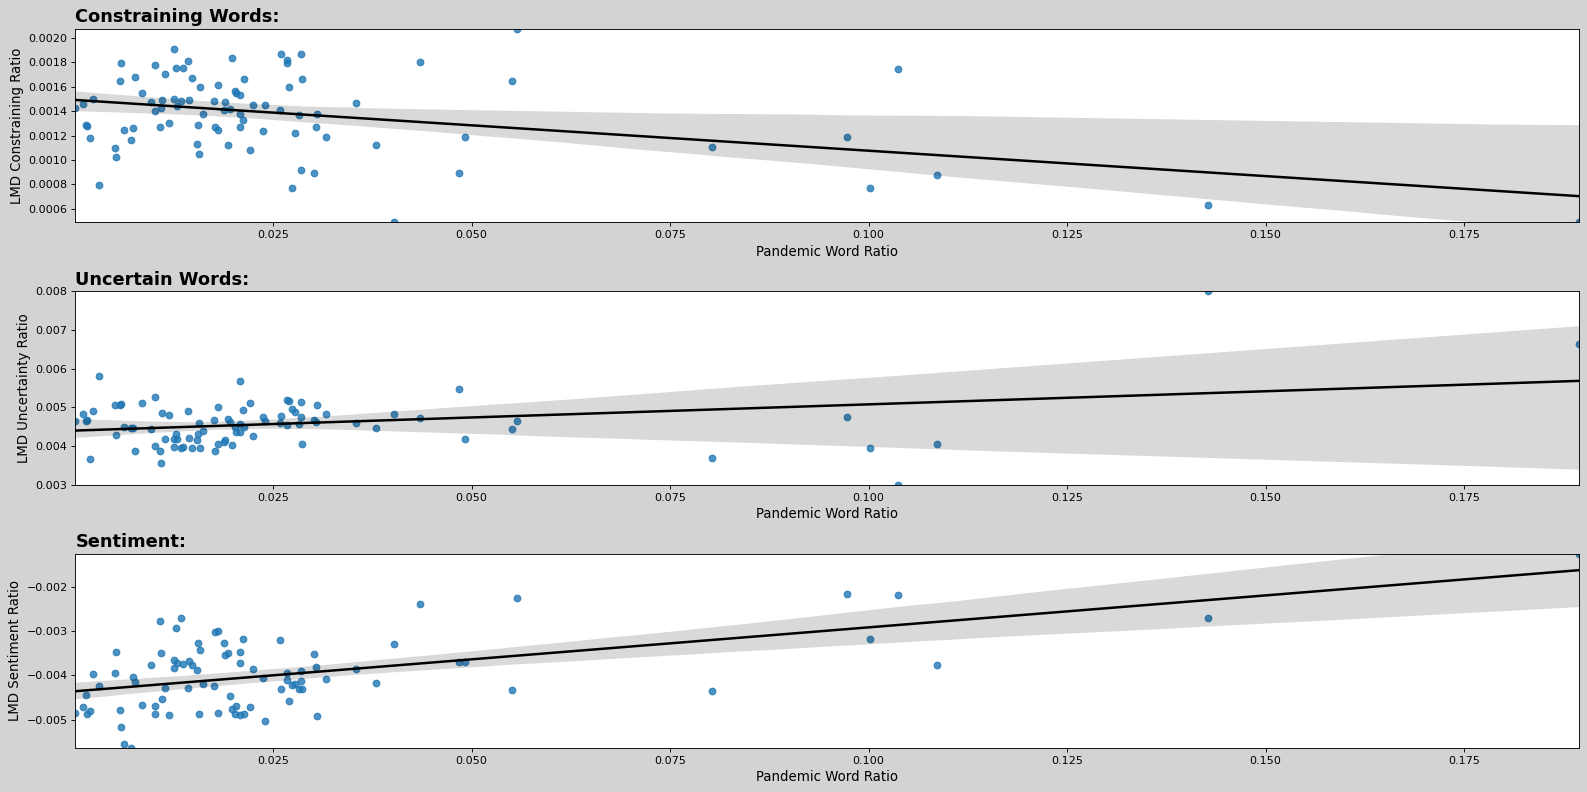 Constraining Words:
LMD Constraining Ratio
0.0020
0.0018
0.0016
0.0014
0.0012
0.0010
0.0008
0.0006
0.025 0.050 0.075 0.100 0.125 0.150 0.175
Pandemic Word Ratio
Uncertain Words:
LMD Uncertainty Ratio
0.008
0.007
0.006
0.005
0.004
0.003
0.025 0.050 0.075 0.100 0.125 0.150 0.175
Pandemic Word Ratio
Sentiment:
LMD Sentiment Ratio
−0.002
−0.003
−0.004
−0.005
0.025 0.050 0.075 0.100 0.125 0.150 0.175
Pandemic Word Ratio